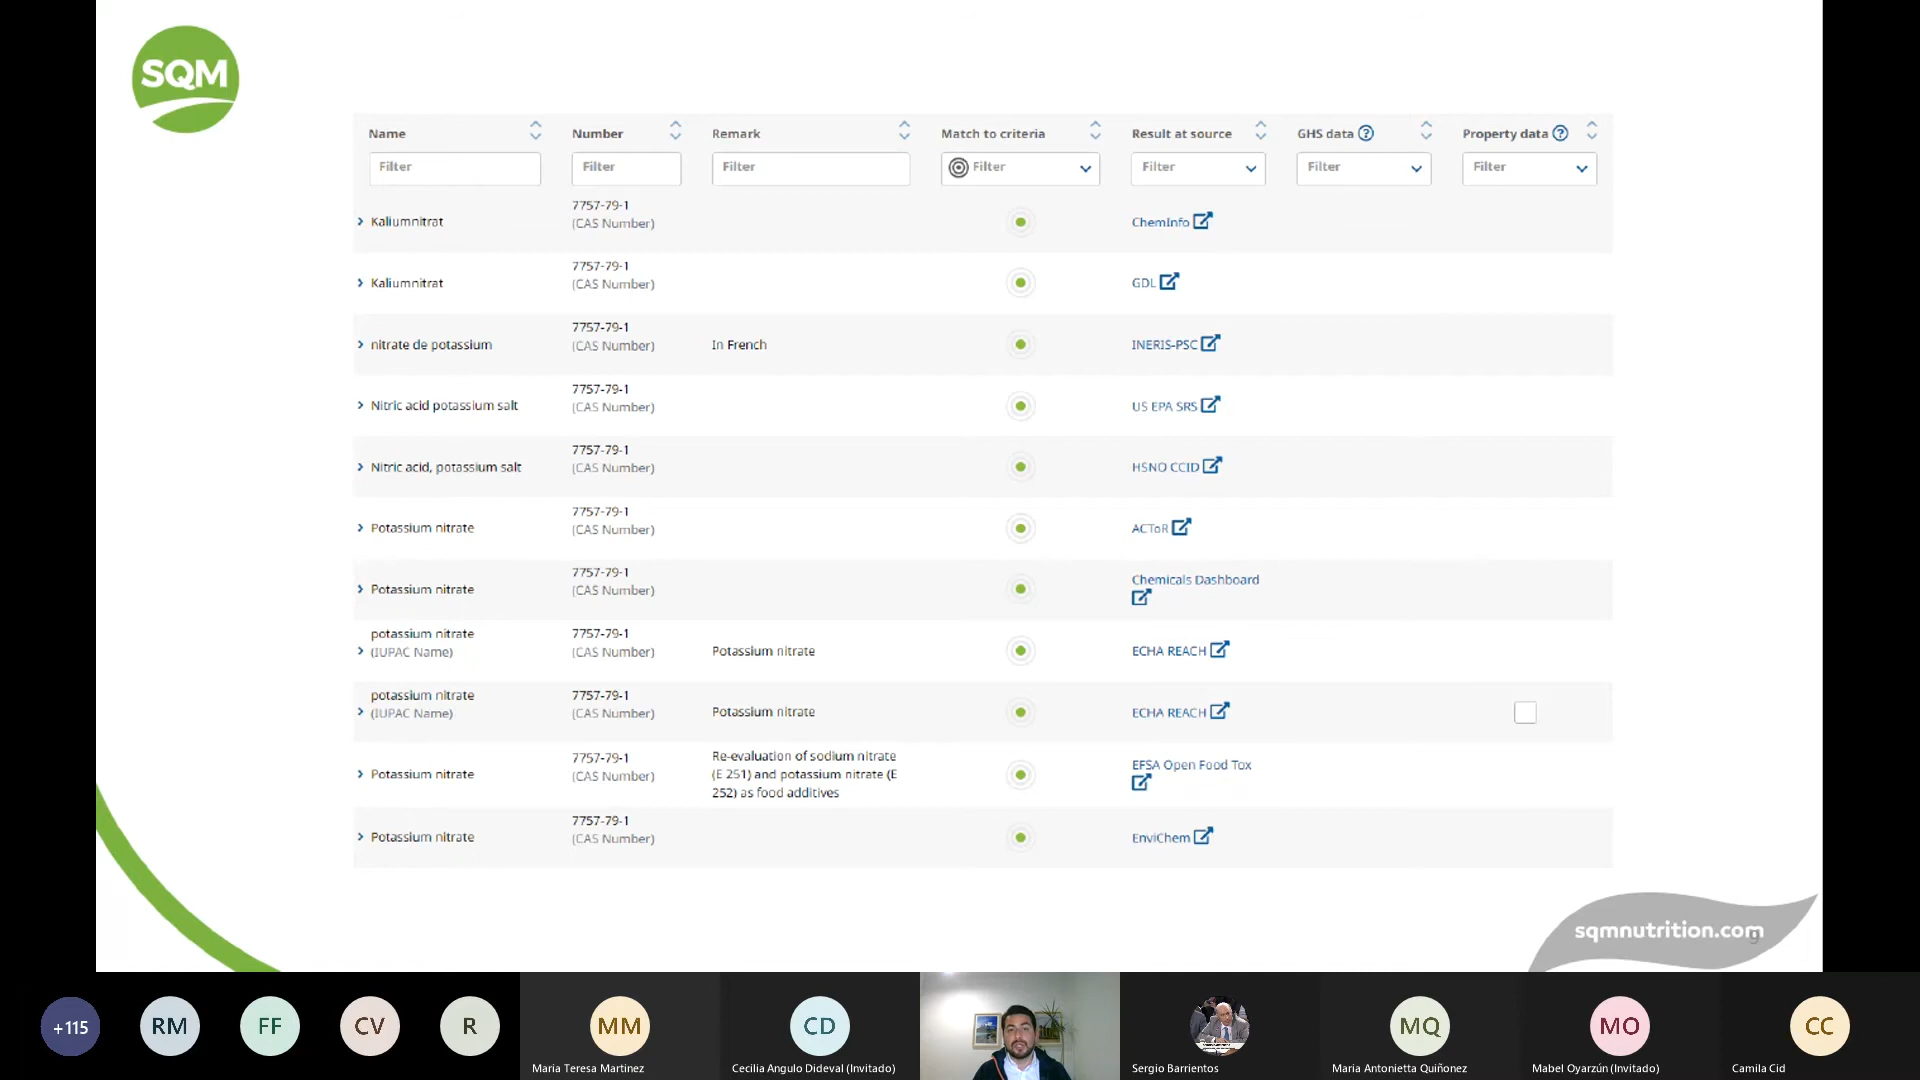 SQM
Name Number Remark Match to criteria Result at source GHS data ? Property data ?
Filter Filter Filter Filter Filter Filter Filter
Kaliumnitrat 7757-79-1 (CAS Number) ChemInfo
Kaliumnitrat 7757-79-1 (CAS Number) GDL
nitrate de potassium 7757-79-1 (CAS Number) In French INERIS-PSC
Nitric acid potassium salt 7757-79-1 (CAS Number) US EPA SRS
Nitric acid, potassium salt 7757-79-1 (CAS Number) HSNO CCID
Potassium nitrate 7757-79-1 (CAS Number) ACToR
Potassium nitrate 7757-79-1 (CAS Number) Chemicals Dashboard
potassium nitrate (IUPAC Name) 7757-79-1 (CAS Number) Potassium nitrate ECHA REACH
potassium nitrate (IUPAC Name) 7757-79-1 (CAS Number) Potassium nitrate ECHA REACH
Potassium nitrate 7757-79-1 (CAS Number) Re-evaluation of sodium nitrate (E 251) and potassium nitrate (E 252) as food additives EFSA Open Food Tox
Potassium nitrate 7757-79-1 (CAS Number) EnviChem
sqmnutrition.com
9
+115 RM FF CV R MM CD MQ MO CC
Maria Teresa Martinez Cecilia Angulo Dideval (Invitado) Sergio Barrientos Maria Antonietta Quiñonez Mabel Oyarzún (Invitado) Camila Cid